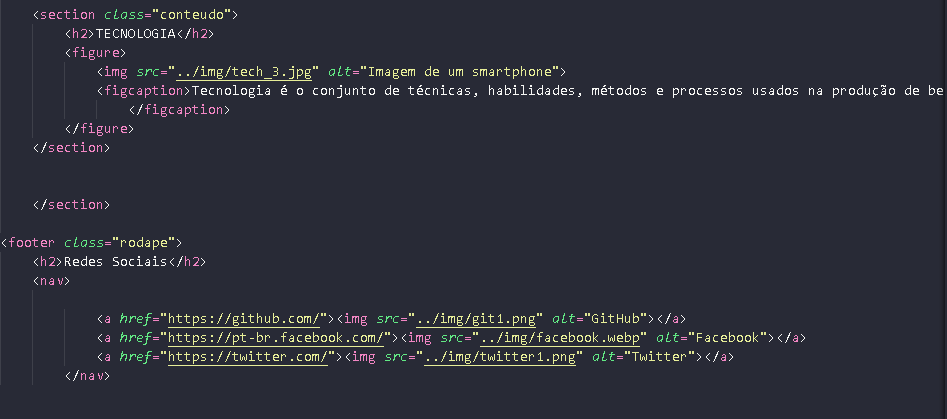 <section class="conteudo">
<h2>TECNOLOGIA</h2>
<figure>
<img src="../img/tech_3.jpg" alt="Imagem de um smartphone">
<figcaption>Tecnologia é o conjunto de técnicas, habilidades, métodos e processos usados na produção de be
</figcaption>
</figure>
</section>
</section>
<footer class="rodape">
<h2>Redes Sociais</h2>
<nav>
<a href="https://github.com/"><img src="../img/git1.png" alt="GitHub"></a>
<a href="https://pt-br.facebook.com/"><img src="../img/facebook.webp" alt="Facebook"></a>
<a href="https://twitter.com/"><img src="../img/twitter1.png" alt="Twitter"></a>
</nav>